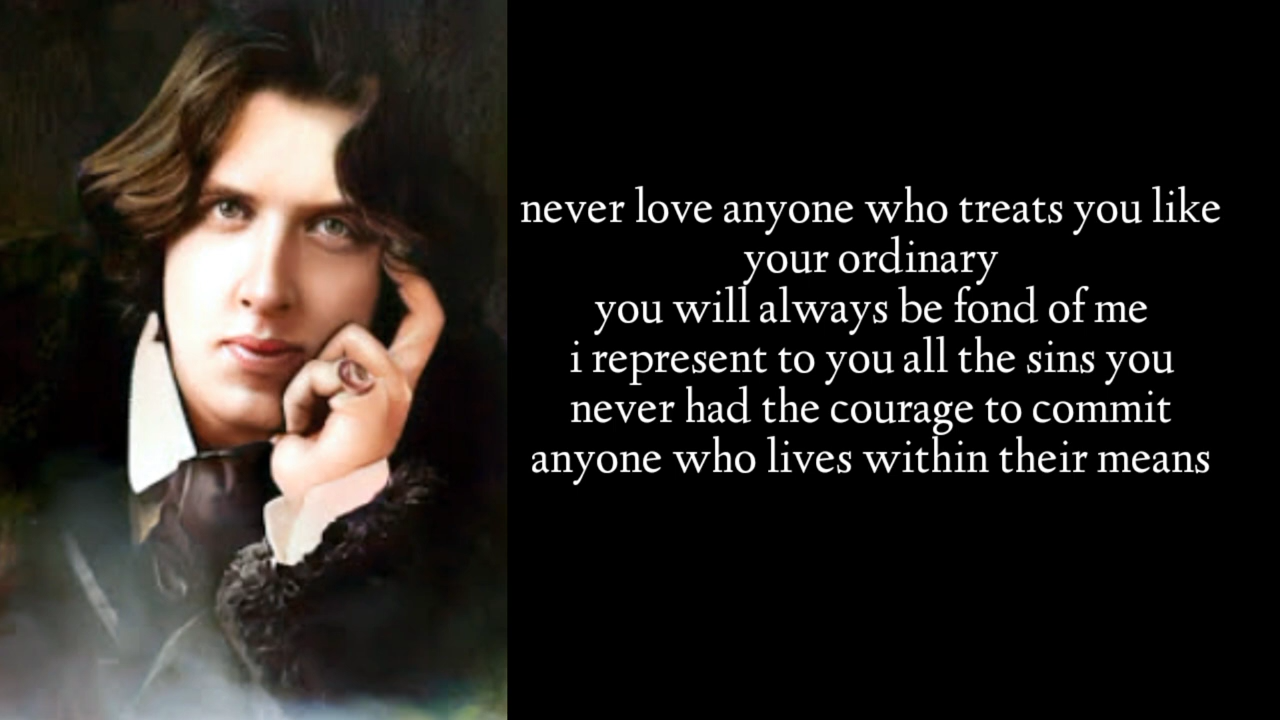 never love anyone who treats you like
your ordinary
you will always be fond of me
i represent to you all the sins you
never had the courage to commit
anyone who lives within their means